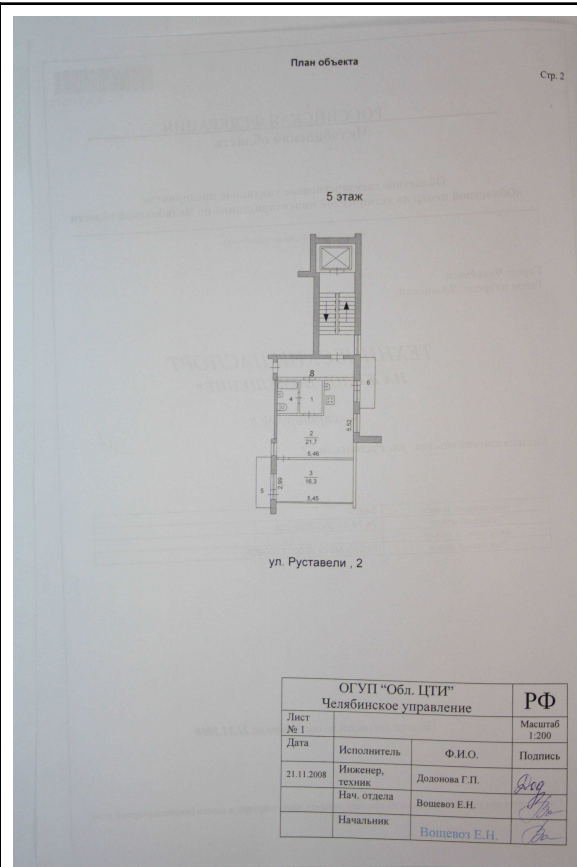 План объекта
Стр. 2
5 этаж
8
6
4
1
2
21,7
5,52
5,46
3
16,3
2,99
5
5,45
ул. Руставели , 2
ОГУП “Обл. ЦТИ”
Челябинское управление
РФ
Лист
№ 1
Масштаб
1:200
Дата
Исполнитель
Ф.И.О.
Подпись
21.11.2008
Инженер,
техник
Додонова Г.П.
Нач. отдела
Вощевоз Е.Н.
Начальник
Вощевоз Е.Н.